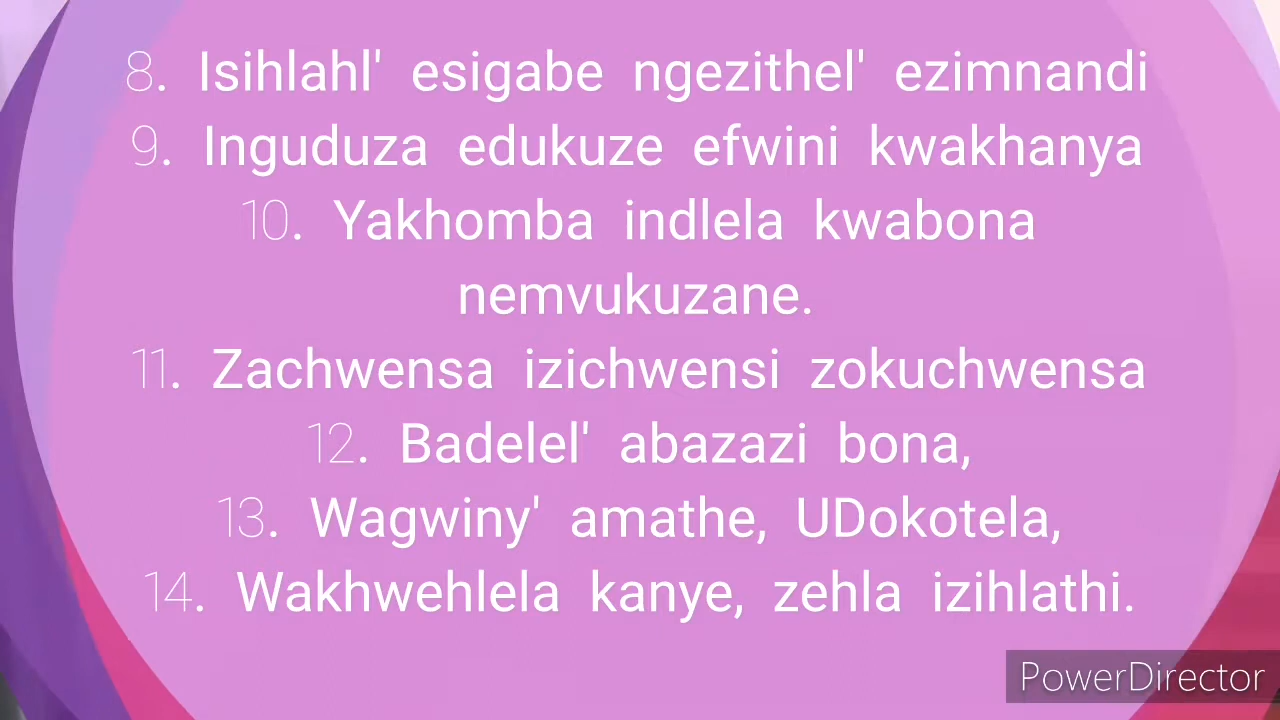 8. Isihlahl' esigabe ngezithel' ezimnandi
9. Inguduza edukuze efwini kwakhanya
10. Yakhomba indlela kwabona
nemvukuzane.
11. Zachwensa izichwensi zokuchwensa
12. Badelel' abazazi bona,
13. Wagwiny' amathe, UDokotela,
14. Wakhwehlela kanye, zehla izihlathi.
PowerDirector